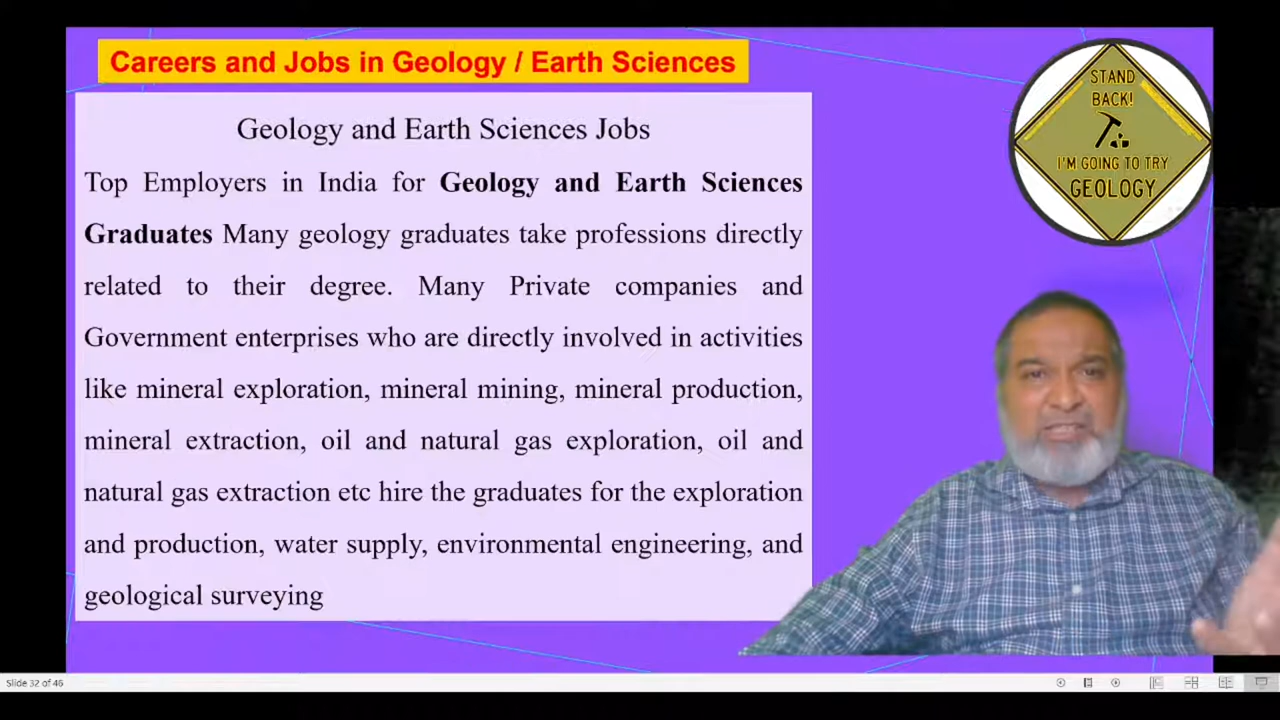 Careers and Jobs in Geology / Earth Sciences
STAND
BACK!
I'M GOING TO TRY
GEOLOGY
Geology and Earth Sciences Jobs
Top Employers in India for Geology and Earth Sciences
Graduates Many geology graduates take professions directly
related to their degree. Many Private companies and
Government enterprises who are directly involved in activities
like mineral exploration, mineral mining, mineral production,
mineral extraction, oil and natural gas exploration, oil and
natural gas extraction etc hire the graduates for the exploration
and production, water supply, environmental engineering, and
geological surveying
Slide 32 of 46